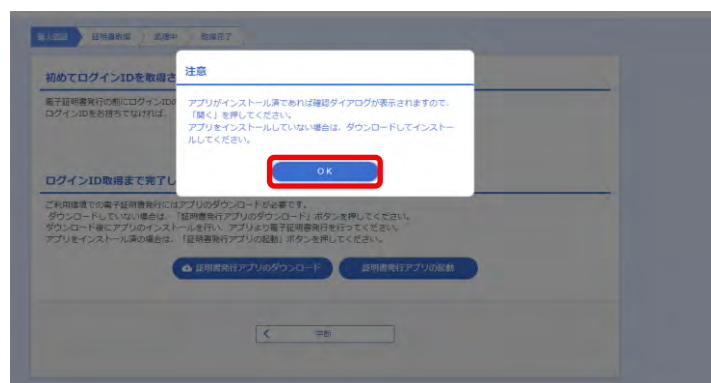 本人認証 証明書取得 処理中 取得完了
初めてログインIDを取得さ
注意
電子証明書発行の前にログインIDの
ログインIDをお持ちでなければ、
アプリがインストール済であれば確認ダイアログが表示されますので、
「開く」を押してください。
アプリをインストールしていない場合は、ダウンロードしてインストー
ルしてください。
OK
ログインID取得まで完了し
ご利用環境での電子証明書発行にはアプリのダウンロードが必要です。
ダウンロードしていない場合は、「証明書発行アプリのダウンロード」ボタンを押してください。
ダウンロード後にアプリのインストールを行い、アプリより電子証明書発行を行ってください。
アプリをインストール済の場合は、「証明書発行アプリの起動」ボタンを押してください。
証明書発行アプリのダウンロード 証明書発行アプリの起動
中断